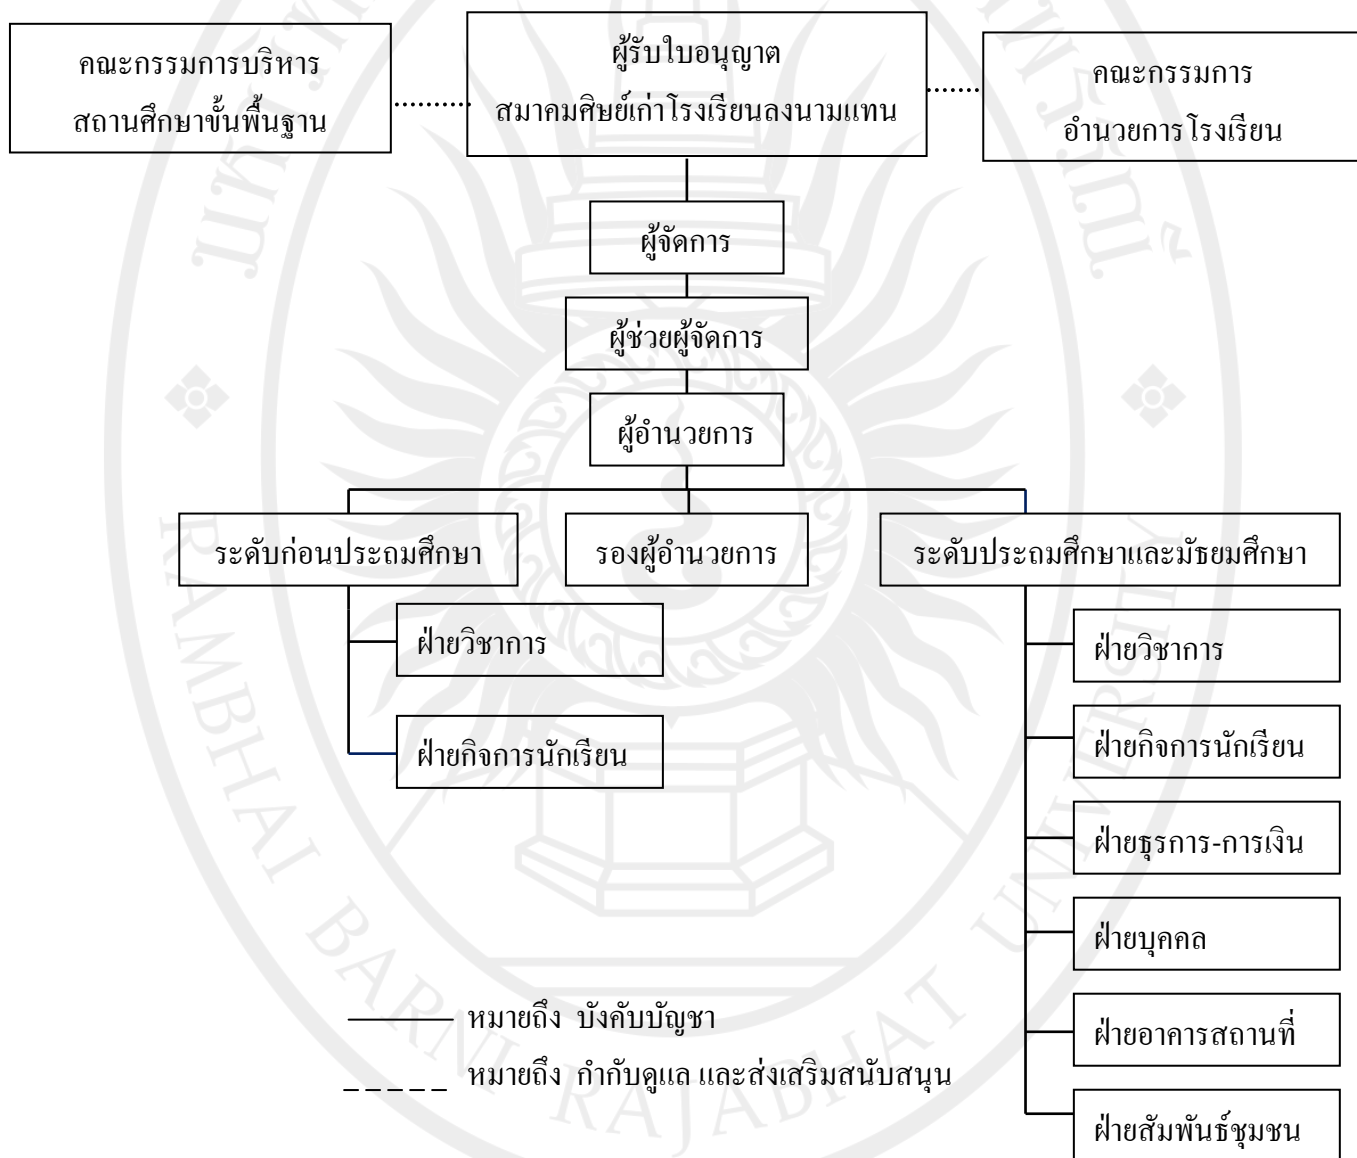 คณะกรรมการบริหาร
สถานศึกษาขั้นพื้นฐาน
ผู้รับใบอนุญาต
สมาคมศิษย์เก่าโรงเรียนลงนามแทน
คณะกรรมการ
อำนวยการโรงเรียน
ผู้จัดการ
ผู้ช่วยผู้จัดการ
ผู้อำนวยการ
ระดับก่อนประถมศึกษา
รองผู้อำนวยการ
ระดับประถมศึกษาและมัธยมศึกษา
ฝ่ายวิชาการ
ฝ่ายกิจการนักเรียน
ฝ่ายวิชาการ
ฝ่ายกิจการนักเรียน
ฝ่ายธุรการ-การเงิน
ฝ่ายบุคคล
ฝ่ายอาคารสถานที่
ฝ่ายสัมพันธ์ชุมชน
หมายถึง บังคับบัญชา
หมายถึง กำกับดูแล และส่งเสริมสนับสนุน
RAMBHAI BARNI RAJABHAT UNIVERSITY